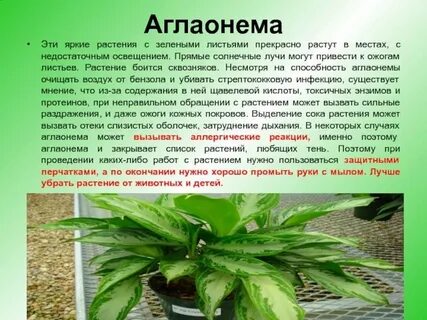 Аглаонема
• Эти яркие растения с зелеными листьями прекрасно растут в местах, с
недостаточным освещением. Прямые солнечные лучи могут привести к ожогам
листьев. Растение боится сквозняков. Несмотря на способность аглаонемы
очищать воздух от бензола и убивать стрептококковую инфекцию, существует
мнение, что из-за содержания в ней щавелевой кислоты, токсичных энзимов и
протеинов, при неправильном обращении с растением может вызвать сильные
раздражения, и даже ожоги кожных покровов. Выделение сока растения может
вызвать отеки слизистых оболочек, затруднение дыхания. В некоторых случаях
аглаонема может вызывать аллергические реакции, именно поэтому
аглаонема и закрывает список растений, любящих тень. Поэтому при
проведении каких-либо работ с растением нужно пользоваться защитными
перчатками, а по окончании нужно хорошо промыть руки с мылом. Лучше
убрать растение от животных и детей.